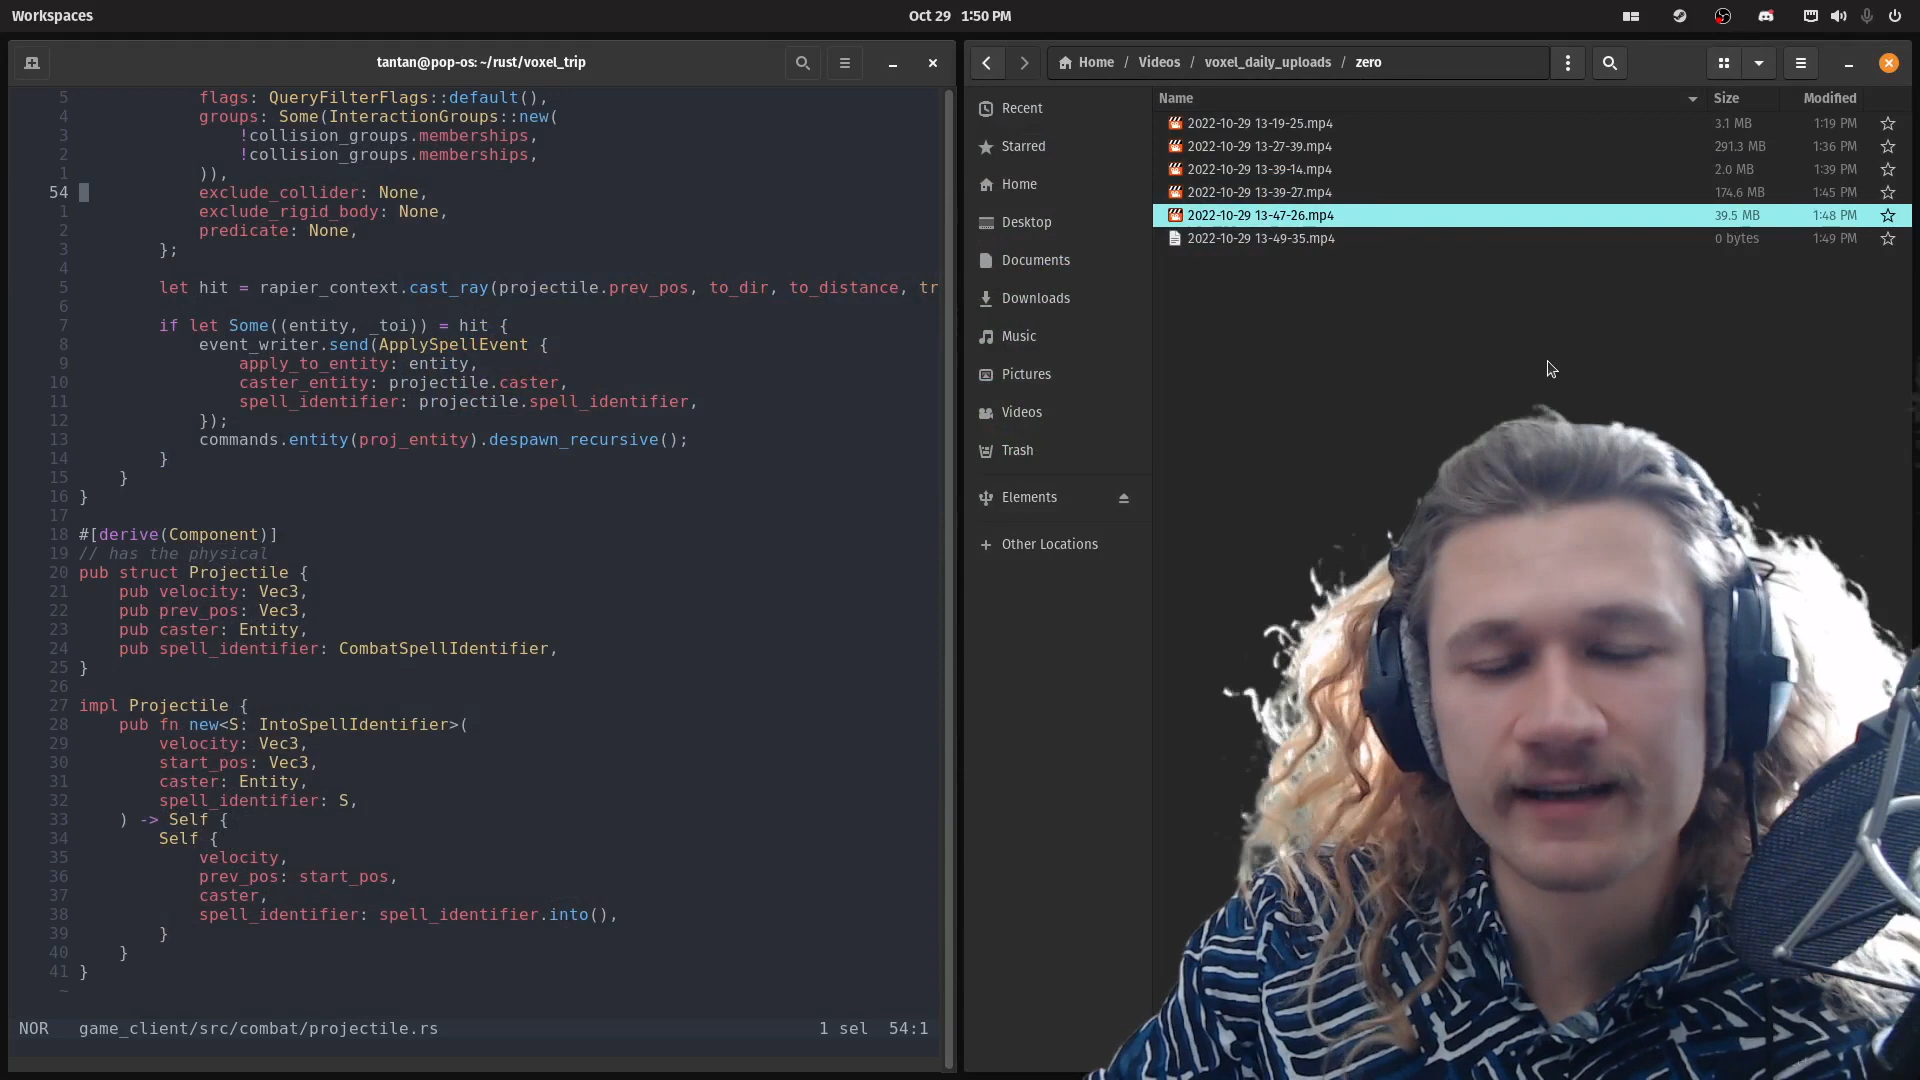 Workspaces
Oct 29 1:50 PM
tantan@pop-os: ~/rust/voxel_trip
5 flags: QueryFilterFlags::default(),
4 groups: Some(InteractionGroups::new(
3 !collision_groups.memberships,
2 !collision_groups.memberships,
1 )),
54 exclude_collider: None,
1 exclude_rigid_body: None,
2 predicate: None,
3 };
4
5 let hit = rapier_context.cast_ray(projectile.prev_pos, to_dir, to_distance, tr
6
7 if let Some((entity, _toi)) = hit {
8 event_writer.send(ApplySpellEvent {
9 apply_to_entity: entity,
10 caster_entity: projectile.caster,
11 spell_identifier: projectile.spell_identifier,
12 });
13 commands.entity(proj_entity).despawn_recursive();
14 }
15 }
16 }
17
18 #[derive(Component)]
19 // has the physical
20 pub struct Projectile {
21 pub velocity: Vec3,
22 pub prev_pos: Vec3,
23 pub caster: Entity,
24 pub spell_identifier: CombatSpellIdentifier,
25 }
26
27 impl Projectile {
28 pub fn new<S: IntoSpellIdentifier>(
29 velocity: Vec3,
30 start_pos: Vec3,
31 caster: Entity,
32 spell_identifier: S,
33 ) -> Self {
34 Self {
35 velocity,
36 prev_pos: start_pos,
37 caster,
38 spell_identifier: spell_identifier.into(),
39 }
40 }
41 }
~
NOR game_client/src/combat/projectile.rs 1 sel 54:1
Home / Videos / voxel_daily_uploads / zero
Recent
Starred
Home
Desktop
Documents
Downloads
Music
Pictures
Videos
Trash
Elements
+ Other Locations
Name Size Modified
2022-10-29 13-19-25.mp4 3.1 MB 1:19 PM
2022-10-29 13-27-39.mp4 291.3 MB 1:36 PM
2022-10-29 13-39-14.mp4 2.0 MB 1:39 PM
2022-10-29 13-39-27.mp4 174.6 MB 1:45 PM
2022-10-29 13-47-26.mp4 39.5 MB 1:48 PM
2022-10-29 13-49-35.mp4 0 bytes 1:49 PM